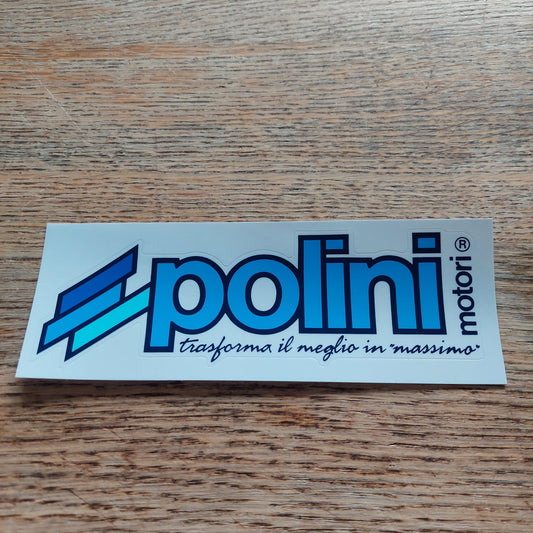 polini
motori®
trasforma il meglio in "massimo"